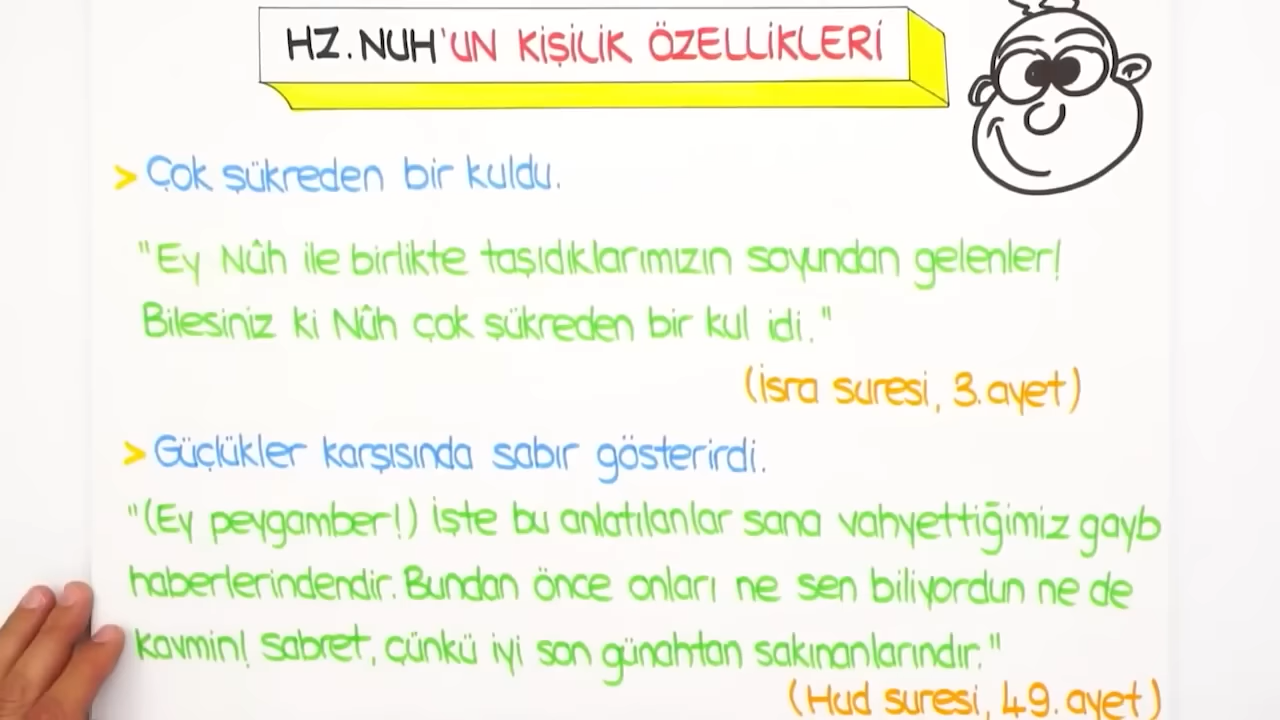 HZ. NUH'UN KİŞİLİK ÖZELLİKLERİ
> Çok şükreden bir kuldu.
"Ey Nûh ile birlikte taşıdıklarımızın soyundan gelenler!
Bilesiniz ki Nûh çok şükreden bir kul idi."
(İsra suresi, 3. ayet)
> Güçlükler karşısında sabır gösterirdi.
"(Ey peygamber!) İşte bu anlatılanlar sana vahyettiğimiz gayb
haberlerindendir. Bundan önce onları ne sen biliyordun ne de
kavmin! Sabret, çünkü iyi son günahtan sakınanlarındır."
(Hud suresi, 49. ayet)